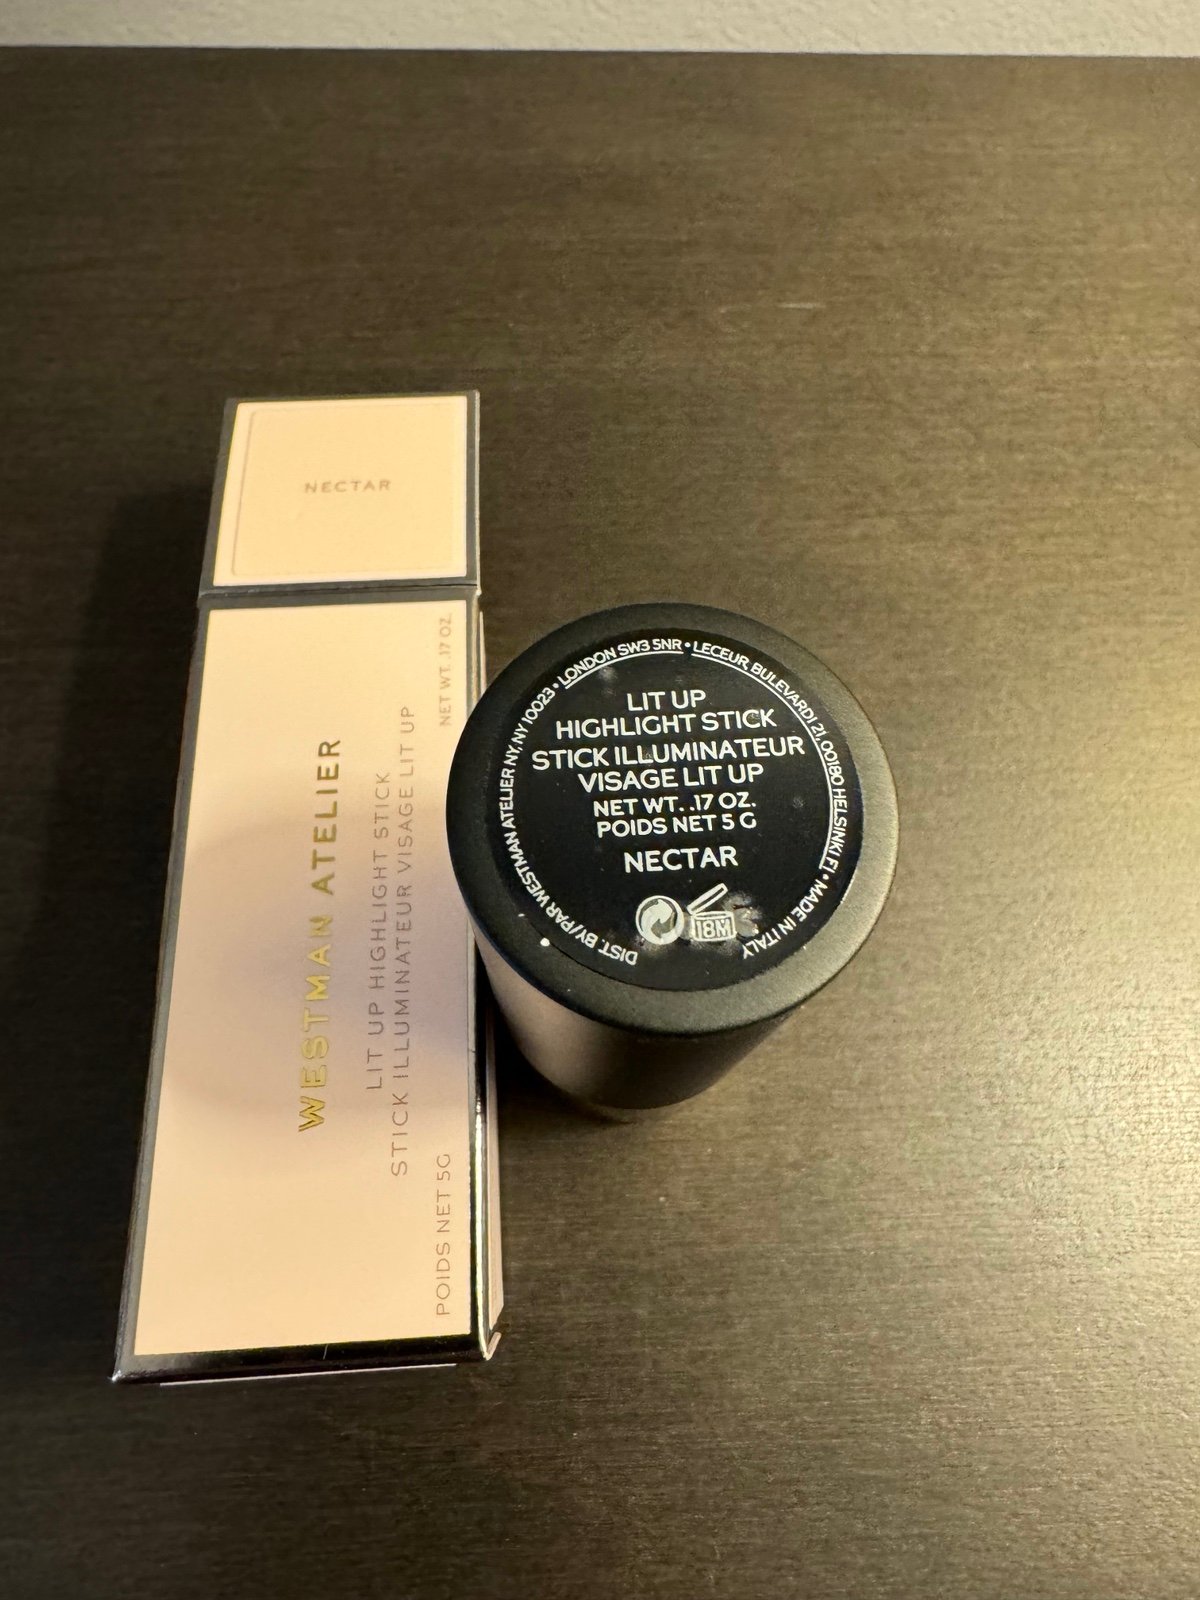 NECTAR
WESTMAN ATELIER
LIT UP HIGHLIGHT STICK
STICK ILLUMINATEUR VISAGE LIT UP
POIDS NET 5G
NET WT. .17 OZ.
LIT UP
HIGHLIGHT STICK
STICK ILLUMINATEUR
VISAGE LIT UP
NET WT. .17 OZ.
POIDS NET 5 G
NECTAR
18M
DIST. BY/PAR WESTMAN ATELIER NY, NY 10023 • LONDON SW3 5NR • LECEUR, BULEVARDI 21, 00180 HELSINKI FI • MADE IN ITALY